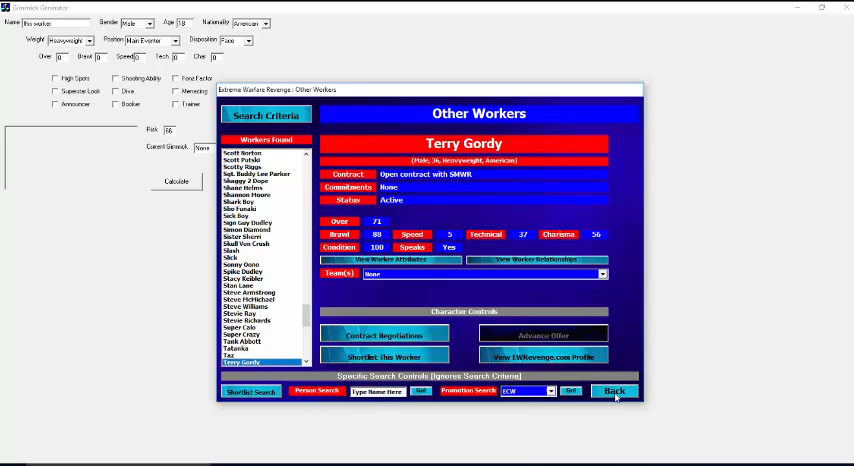 Gimmick Generator
Name this worker Gender Male Age 18 Nationality American
Weight Heavyweight Position Main Eventer Disposition Face
Over 0 Brawl 0 Speed 0 Tech 0 Char 0
High Spots Shooting Ability Fonz Factor
Superstar Look Diva Menacing
Announcer Booker Trainer
Risk 66
Current Gimmick None
Calculate
Extreme Warfare Revenge : Other Workers
Search Criteria
Workers Found
Scott Norton
Scott Putski
Scotty Riggs
Sgt. Buddy Lee Parker
Shaggy 2 Dope
Shane Helms
Shannon Moore
Shark Boy
Sho Funaki
Sick Boy
Sign Guy Dudley
Simon Diamond
Sister Sherri
Skull Von Crush
Slash
Slick
Sonny Oono
Spike Dudley
Stacy Keibler
Stan Lane
Steve Armstrong
Steve McMichael
Steve Williams
Stevie Ray
Stevie Richards
Super Calo
Super Crazy
Tank Abbott
Tatanka
Taz
Terry Gordy
Other Workers
Terry Gordy
(Male, 36, Heavyweight, American)
Contract Open contract with SMWR
Commitments None
Status Active
Over 71
Brawl 88 Speed 5 Technical 37 Charisma 56
Condition 100 Speaks Yes
View Worker Attributes View Worker Relationships
Team(s) None
Character Controls
Contract Negotiations Advance Offer
Shortlist This Worker View EWRevenge.com Profile
Specific Search Controls (Ignores Search Criteria)
Shortlist Search Person Search Type Name Here Go! Promotion Search ECW Go! Back